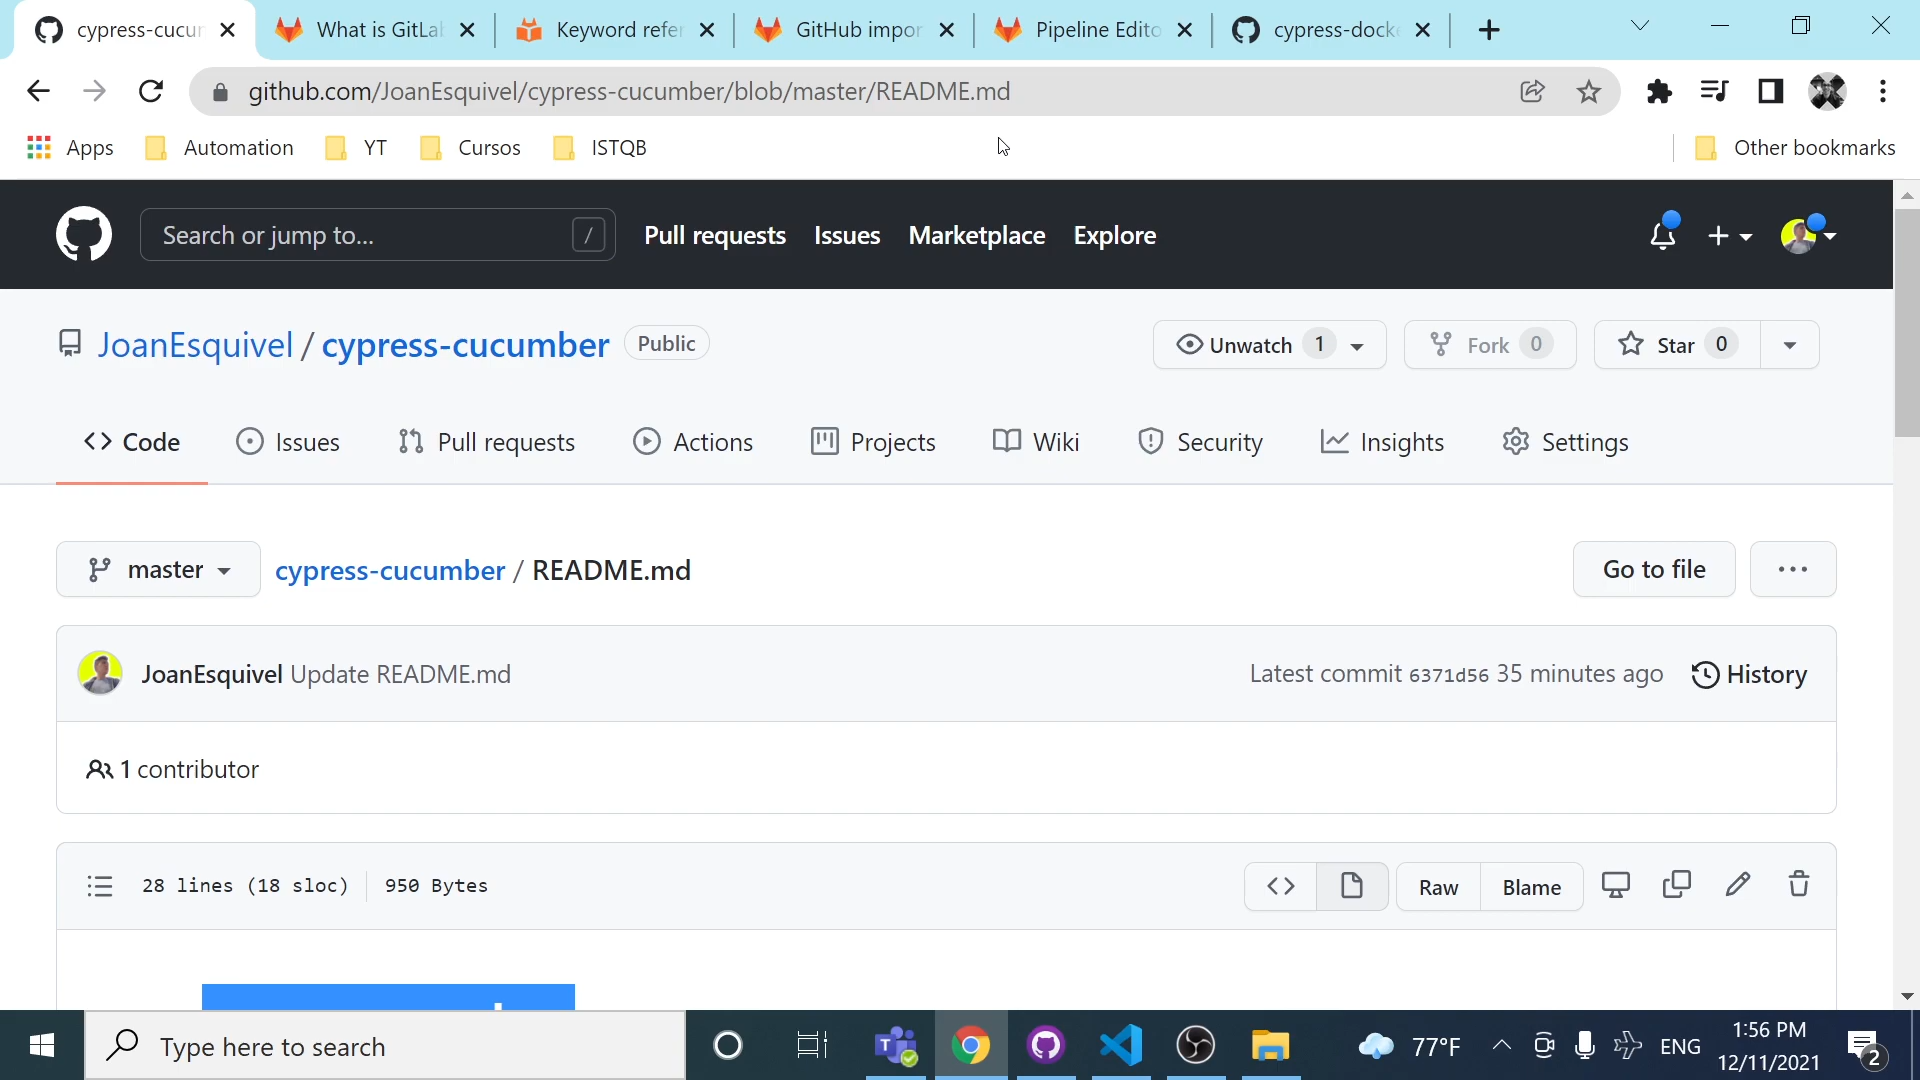 cypress-cucur
What is GitLab
Keyword refer
GitHub impor
Pipeline Edito
cypress-docke
github.com/JoanEsquivel/cypress-cucumber/blob/master/README.md
Apps
Automation
YT
Cursos
ISTQB
Other bookmarks
Search or jump to...
/
Pull requests
Issues
Marketplace
Explore
JoanEsquivel / cypress-cucumber
Public
Unwatch 1
Fork 0
Star 0
Code
Issues
Pull requests
Actions
Projects
Wiki
Security
Insights
Settings
master
cypress-cucumber / README.md
Go to file
JoanEsquivel Update README.md
Latest commit 6371d56 35 minutes ago
History
1 contributor
28 lines (18 sloc)
950 Bytes
Raw
Blame
Type here to search
77°F
ENG
1:56 PM
12/11/2021
2